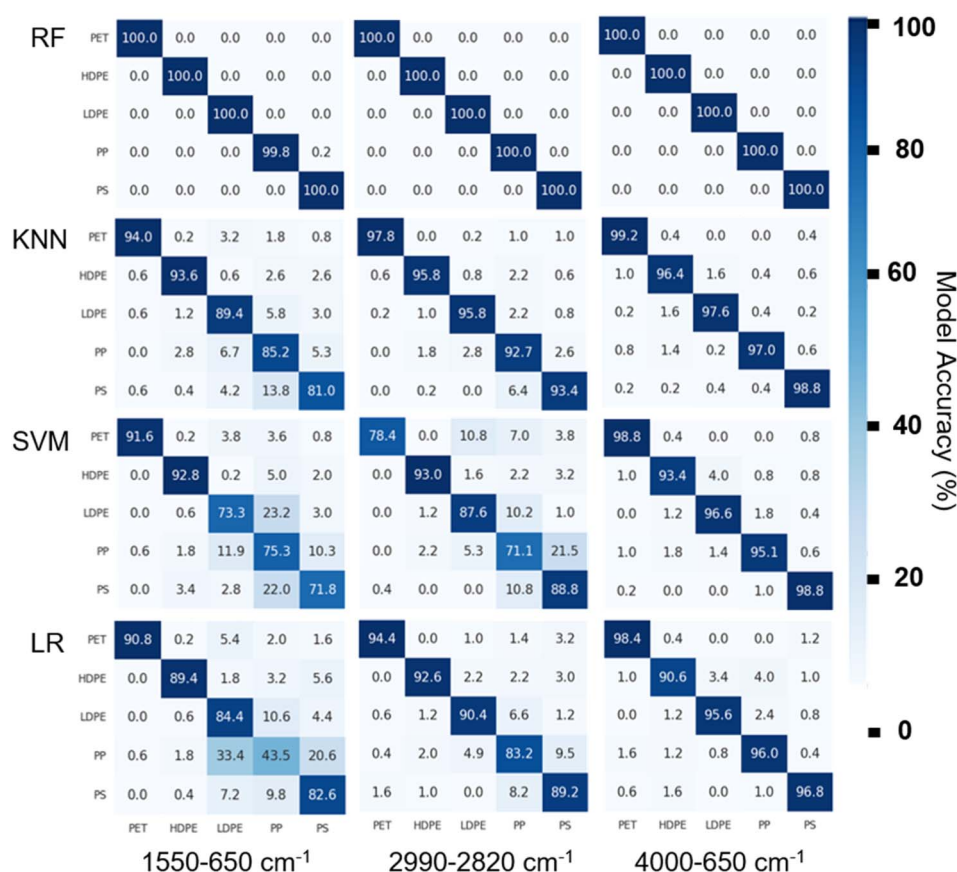 RF PET 100.0 0.0 0.0 0.0 0.0 100.0 0.0 0.0 0.0 0.0 100.0 0.0 0.0 0.0 0.0 100
HDPE 0.0 100.0 0.0 0.0 0.0 0.0 100.0 0.0 0.0 0.0 0.0 100.0 0.0 0.0 0.0
LDPE 0.0 0.0 100.0 0.0 0.0 0.0 0.0 100.0 0.0 0.0 0.0 0.0 100.0 0.0 0.0
PP 0.0 0.0 0.0 99.8 0.2 0.0 0.0 0.0 100.0 0.0 0.0 0.0 0.0 100.0 0.0 80
PS 0.0 0.0 0.0 0.0 100.0 0.0 0.0 0.0 0.0 100.0 0.0 0.0 0.0 0.0 100.0
KNN PET 94.0 0.2 3.2 1.8 0.8 97.8 0.0 0.2 1.0 1.0 99.2 0.4 0.0 0.0 0.4
HDPE 0.6 93.6 0.6 2.6 2.6 0.6 95.8 0.8 2.2 0.6 1.0 96.4 1.6 0.4 0.6 60
LDPE 0.6 1.2 89.4 5.8 3.0 0.2 1.0 95.8 2.2 0.8 0.2 1.6 97.6 0.4 0.2
PP 0.0 2.8 6.7 85.2 5.3 0.0 1.8 2.8 92.7 2.6 0.8 1.4 0.2 97.0 0.6
PS 0.6 0.4 4.2 13.8 81.0 0.0 0.2 0.0 6.4 93.4 0.2 0.2 0.4 0.4 98.8
Model Accuracy (%)
SVM PET 91.6 0.2 3.8 3.6 0.8 78.4 0.0 10.8 7.0 3.8 98.8 0.4 0.0 0.0 0.8 40
HDPE 0.0 92.8 0.2 5.0 2.0 0.0 93.0 1.6 2.2 3.2 1.0 93.4 4.0 0.8 0.8
LDPE 0.0 0.6 73.3 23.2 3.0 0.0 1.2 87.6 10.2 1.0 0.0 1.2 96.6 1.8 0.4
PP 0.6 1.8 11.9 75.3 10.3 0.0 2.2 5.3 71.1 21.5 1.0 1.8 1.4 95.1 0.6
PS 0.0 3.4 2.8 22.0 71.8 0.4 0.0 0.0 10.8 88.8 0.2 0.0 0.0 1.0 98.8 20
LR PET 90.8 0.2 5.4 2.0 1.6 94.4 0.0 1.0 1.4 3.2 98.4 0.4 0.0 0.0 1.2
HDPE 0.0 89.4 1.8 3.2 5.6 0.0 92.6 2.2 2.2 3.0 1.0 90.6 3.4 4.0 1.0
LDPE 0.0 0.6 84.4 10.6 4.4 0.6 1.2 90.4 6.6 1.2 0.0 1.2 95.6 2.4 0.8 0
PP 0.6 1.8 33.4 43.5 20.6 0.4 2.0 4.9 83.2 9.5 1.6 1.2 0.8 96.0 0.4
PS 0.0 0.4 7.2 9.8 82.6 1.6 1.0 0.0 8.2 89.2 0.6 1.6 0.0 1.0 96.8
PET HDPE LDPE PP PS PET HDPE LDPE PP PS PET HDPE LDPE PP PS
1550-650 cm⁻¹ 2990-2820 cm⁻¹ 4000-650 cm⁻¹